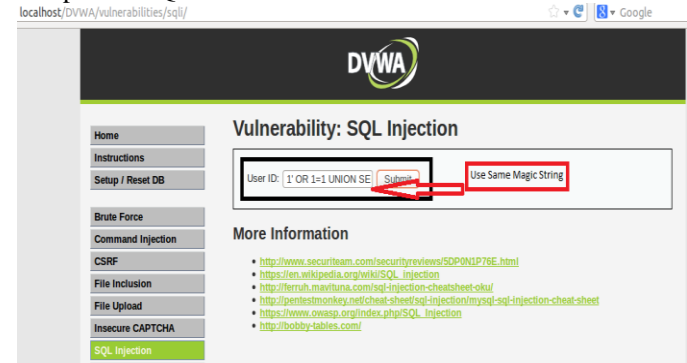 localhost/DVWA/vulnerabilities/sqli/
Google
DVWA
Home
Instructions
Setup / Reset DB
Brute Force
Command Injection
CSRF
File Inclusion
File Upload
Insecure CAPTCHA
SQL Injection
Vulnerability: SQL Injection
User ID: 1' OR 1=1 UNION SE Submit
Use Same Magic String
More Information
http://www.securiteam.com/securityreviews/5DP0N1P76E.html
https://en.wikipedia.org/wiki/SQL_injection
http://ferruh.mavituna.com/sql-injection-cheatsheet-oku/
http://pentestmonkey.net/cheat-sheet/sql-injection/mysql-sql-injection-cheat-sheet
https://www.owasp.org/index.php/SQL_Injection
http://bobby-tables.com/